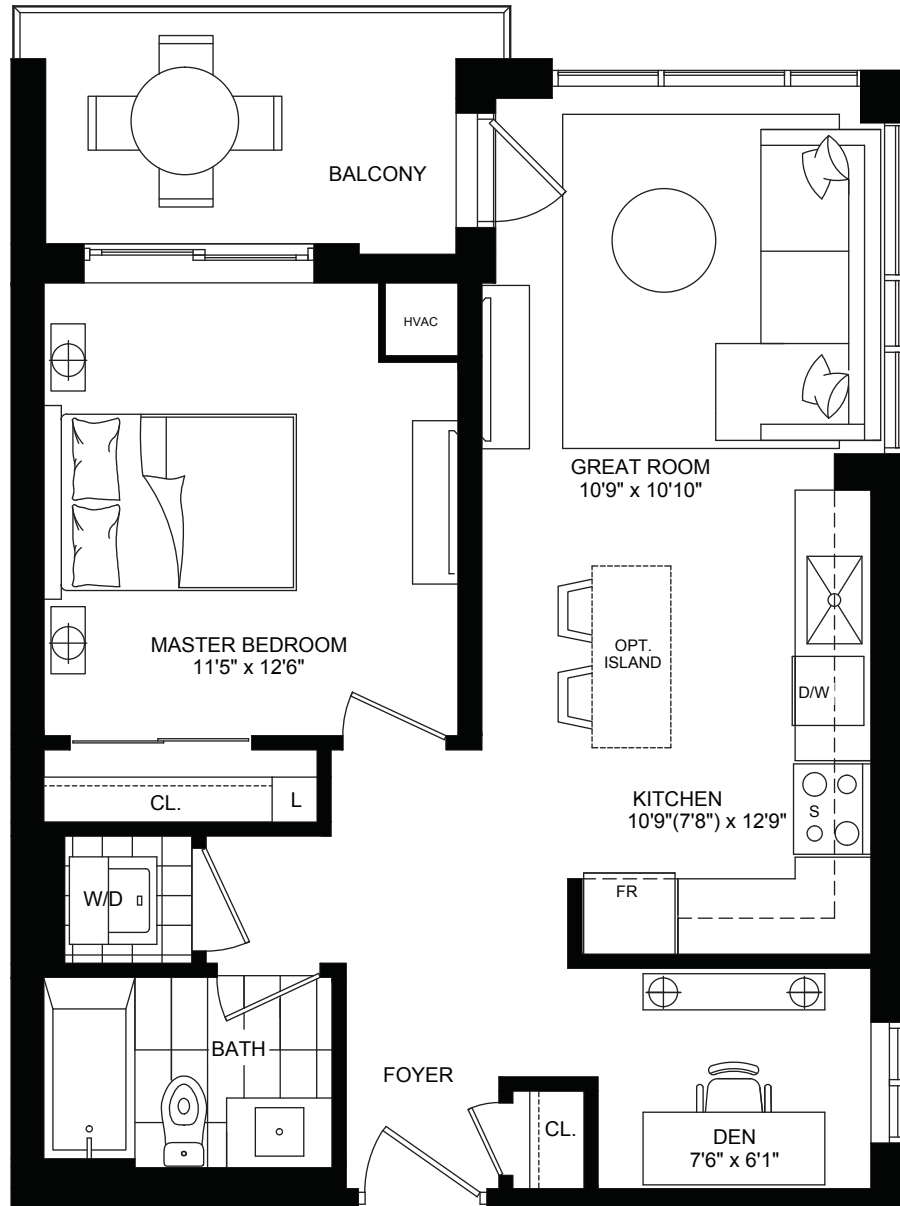 BALCONY
HVAC
GREAT ROOM
10'9" x 10'10"
MASTER BEDROOM
11'5" x 12'6"
OPT.
ISLAND
D/W
KITCHEN
10'9"(7'8") x 12'9"
S
CL.
L
W/D
FR
BATH
FOYER
CL.
DEN
7'6" x 6'1"